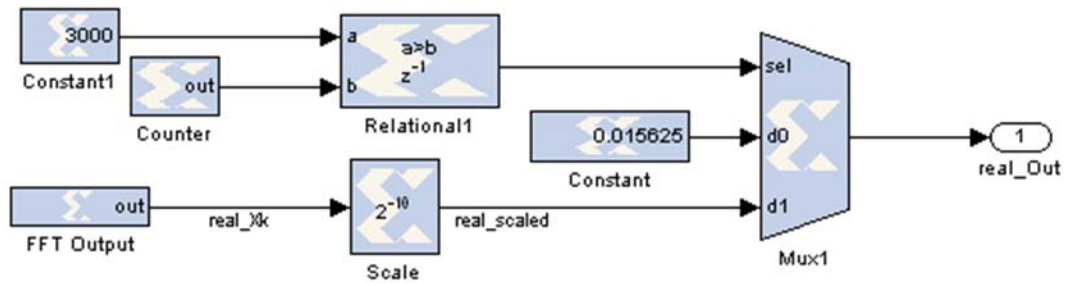 3000
Constant1
out
Counter
a
b
a>b
z-1
Relational1
sel
d0
d1
0.015625
Constant
Mux1
1
real_Out
out
FFT Output
real_Xk
2-10
Scale
real_scaled